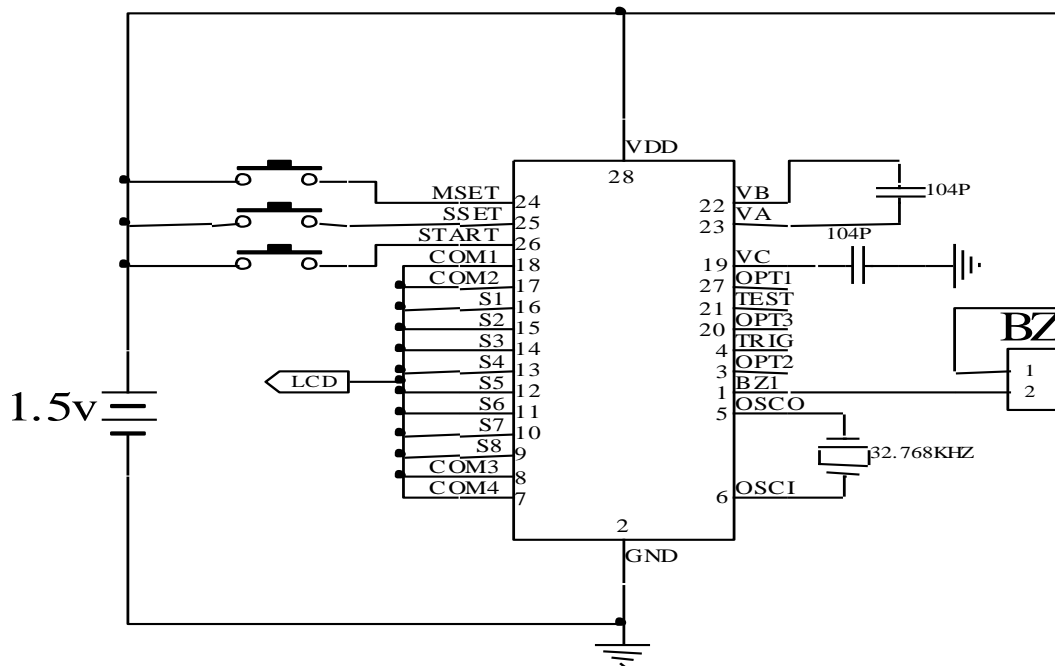 VDD
28
MSET 24
SSET 25
START 26
COM1 18
COM2 17
S1 16
S2 15
S3 14
S4 13
S5 12
S6 11
S7 10
S8 9
COM3 8
COM4 7
LCD
1.5v
22 VB
23 VA
104P
104P
19 VC
27 OPT1
21 TEST
20 OPT3
4 TRIG
3 OPT2
1 BZ1
5 OSCO
6 OSCI
32.768KHZ
BZ
1
2
2
GND